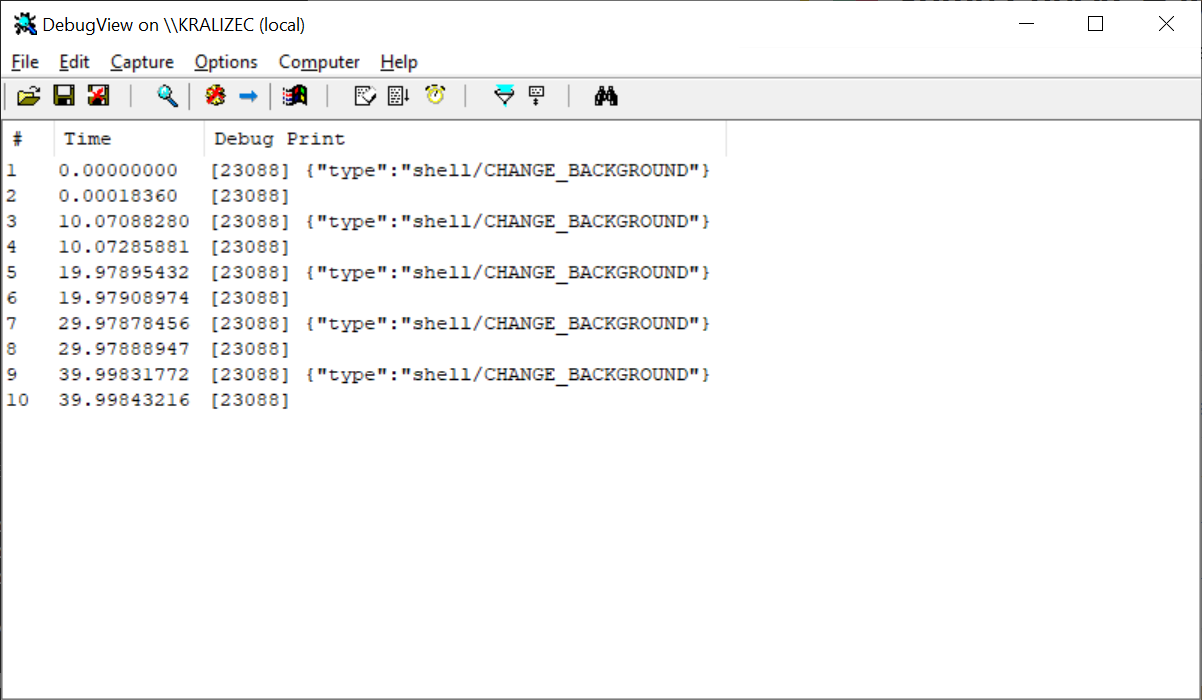 DebugView on \\KRALIZEC (local)
File Edit Capture Options Computer Help
# Time Debug Print
1 0.00000000 [23088] {"type":"shell/CHANGE_BACKGROUND"}
2 0.00018360 [23088]
3 10.07088280 [23088] {"type":"shell/CHANGE_BACKGROUND"}
4 10.07285881 [23088]
5 19.97895432 [23088] {"type":"shell/CHANGE_BACKGROUND"}
6 19.97908974 [23088]
7 29.97878456 [23088] {"type":"shell/CHANGE_BACKGROUND"}
8 29.97888947 [23088]
9 39.99831772 [23088] {"type":"shell/CHANGE_BACKGROUND"}
10 39.99843216 [23088]